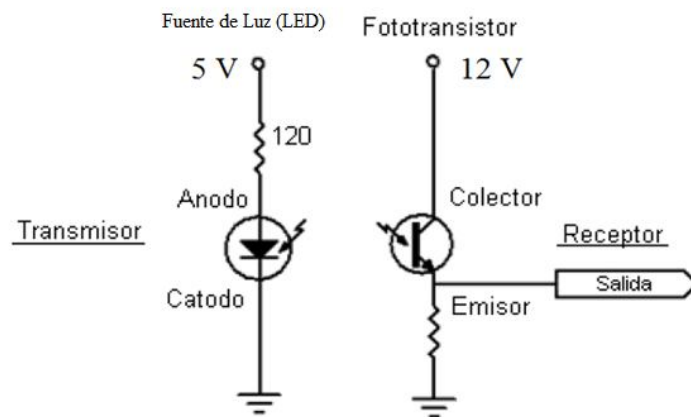 Fuente de Luz (LED)
Fototransistor
5 V
12 V
120
Anodo
Colector
Transmisor
Receptor
Salida
Catodo
Emisor